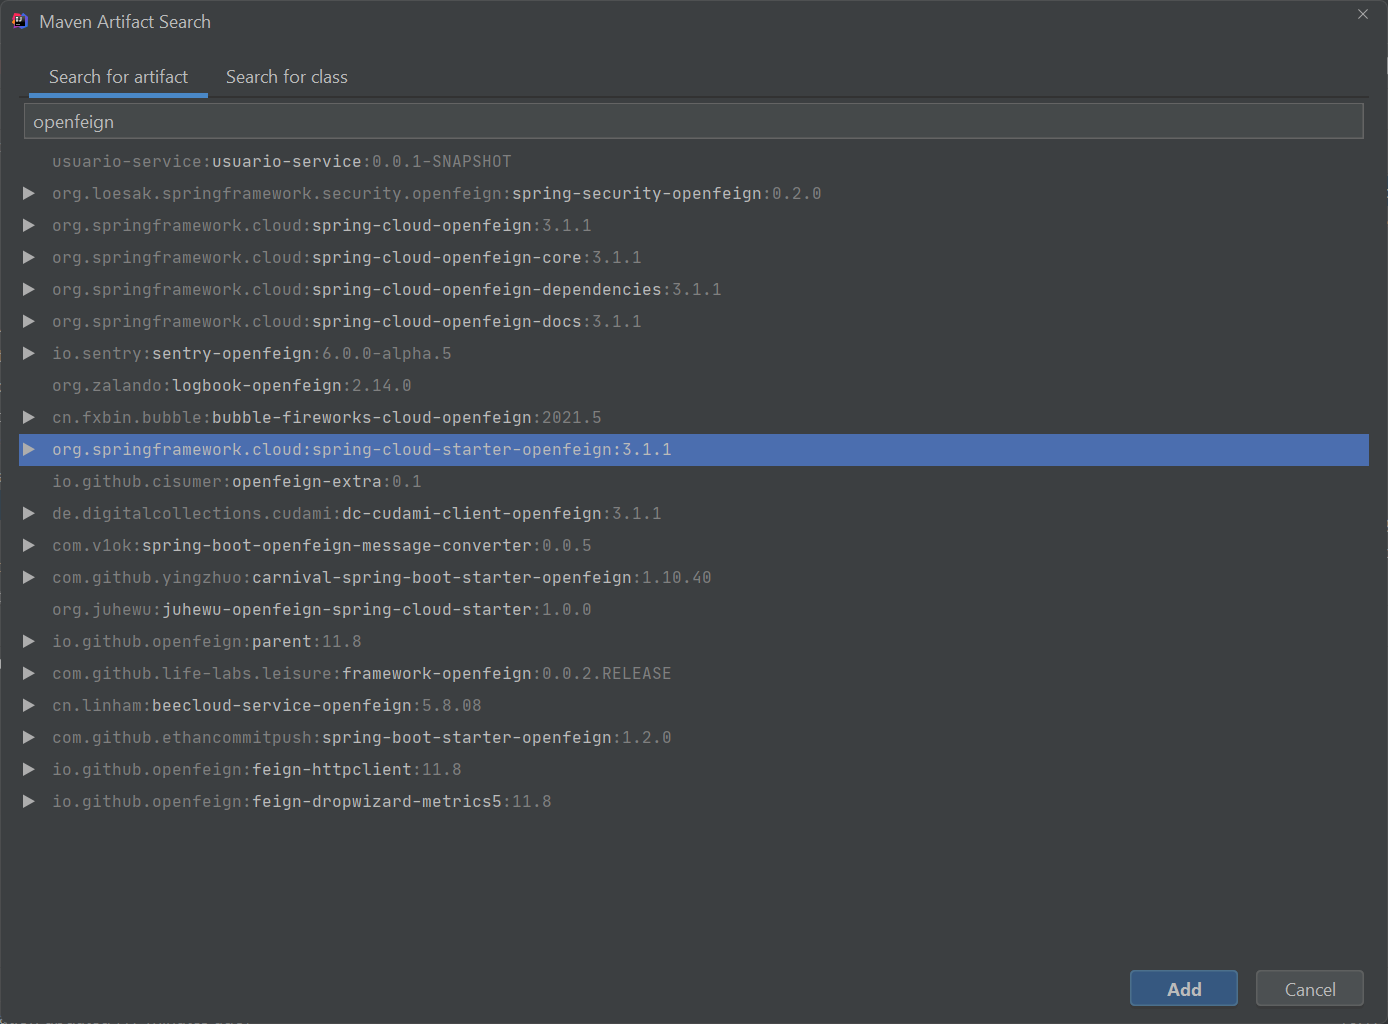 Maven Artifact Search
Search for artifact Search for class
openfeign
usuario-service:usuario-service:0.0.1-SNAPSHOT
org.loesak.springframework.security.openfeign:spring-security-openfeign:0.2.0
org.springframework.cloud:spring-cloud-openfeign:3.1.1
org.springframework.cloud:spring-cloud-openfeign-core:3.1.1
org.springframework.cloud:spring-cloud-openfeign-dependencies:3.1.1
org.springframework.cloud:spring-cloud-openfeign-docs:3.1.1
io.sentry:sentry-openfeign:6.0.0-alpha.5
org.zalando:logbook-openfeign:2.14.0
cn.fxbin.bubble:bubble-fireworks-cloud-openfeign:2021.5
org.springframework.cloud:spring-cloud-starter-openfeign:3.1.1
io.github.cisumer:openfeign-extra:0.1
de.digitalcollections.cudami:dc-cudami-client-openfeign:3.1.1
com.v1ok:spring-boot-openfeign-message-converter:0.0.5
com.github.yingzhuo:carnival-spring-boot-starter-openfeign:1.10.40
org.juhewu:juhewu-openfeign-spring-cloud-starter:1.0.0
io.github.openfeign:parent:11.8
com.github.life-labs.leisure:framework-openfeign:0.0.2.RELEASE
cn.linham:beecloud-service-openfeign:5.8.08
com.github.ethancommitpush:spring-boot-starter-openfeign:1.2.0
io.github.openfeign:feign-httpclient:11.8
io.github.openfeign:feign-dropwizard-metrics5:11.8
Add Cancel